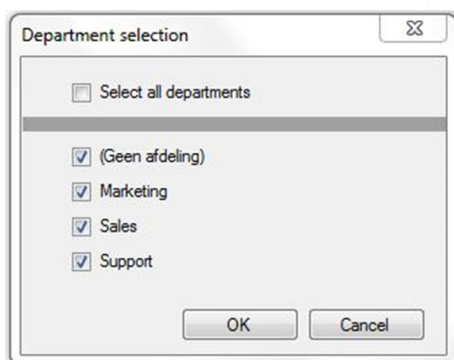 Department selection
Select all departments
(Geen afdeling)
Marketing
Sales
Support
OK
Cancel